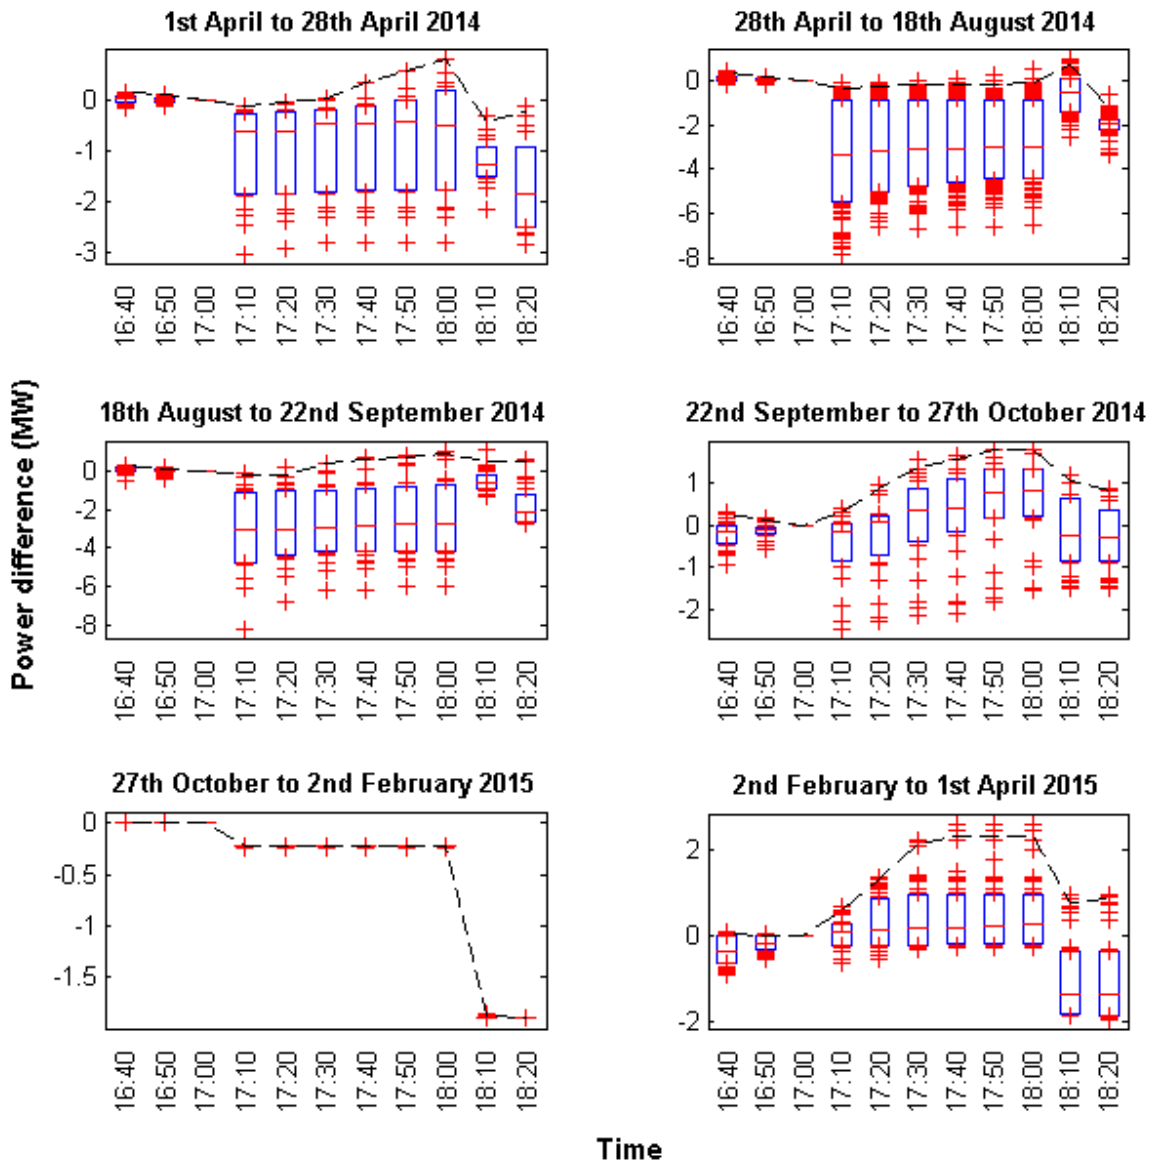 1st April to 28th April 2014
0
-1
-2
-3
16:40 16:50 17:00 17:10 17:20 17:30 17:40 17:50 18:00 18:10 18:20
28th April to 18th August 2014
0
-2
-4
-6
-8
16:40 16:50 17:00 17:10 17:20 17:30 17:40 17:50 18:00 18:10 18:20
Power difference (MW)
18th August to 22nd September 2014
0
-2
-4
-6
-8
16:40 16:50 17:00 17:10 17:20 17:30 17:40 17:50 18:00 18:10 18:20
22nd September to 27th October 2014
1
0
-1
-2
16:40 16:50 17:00 17:10 17:20 17:30 17:40 17:50 18:00 18:10 18:20
27th October to 2nd February 2015
0
-0.5
-1
-1.5
16:40 16:50 17:00 17:10 17:20 17:30 17:40 17:50 18:00 18:10 18:20
2nd February to 1st April 2015
2
0
-2
16:40 16:50 17:00 17:10 17:20 17:30 17:40 17:50 18:00 18:10 18:20
Time